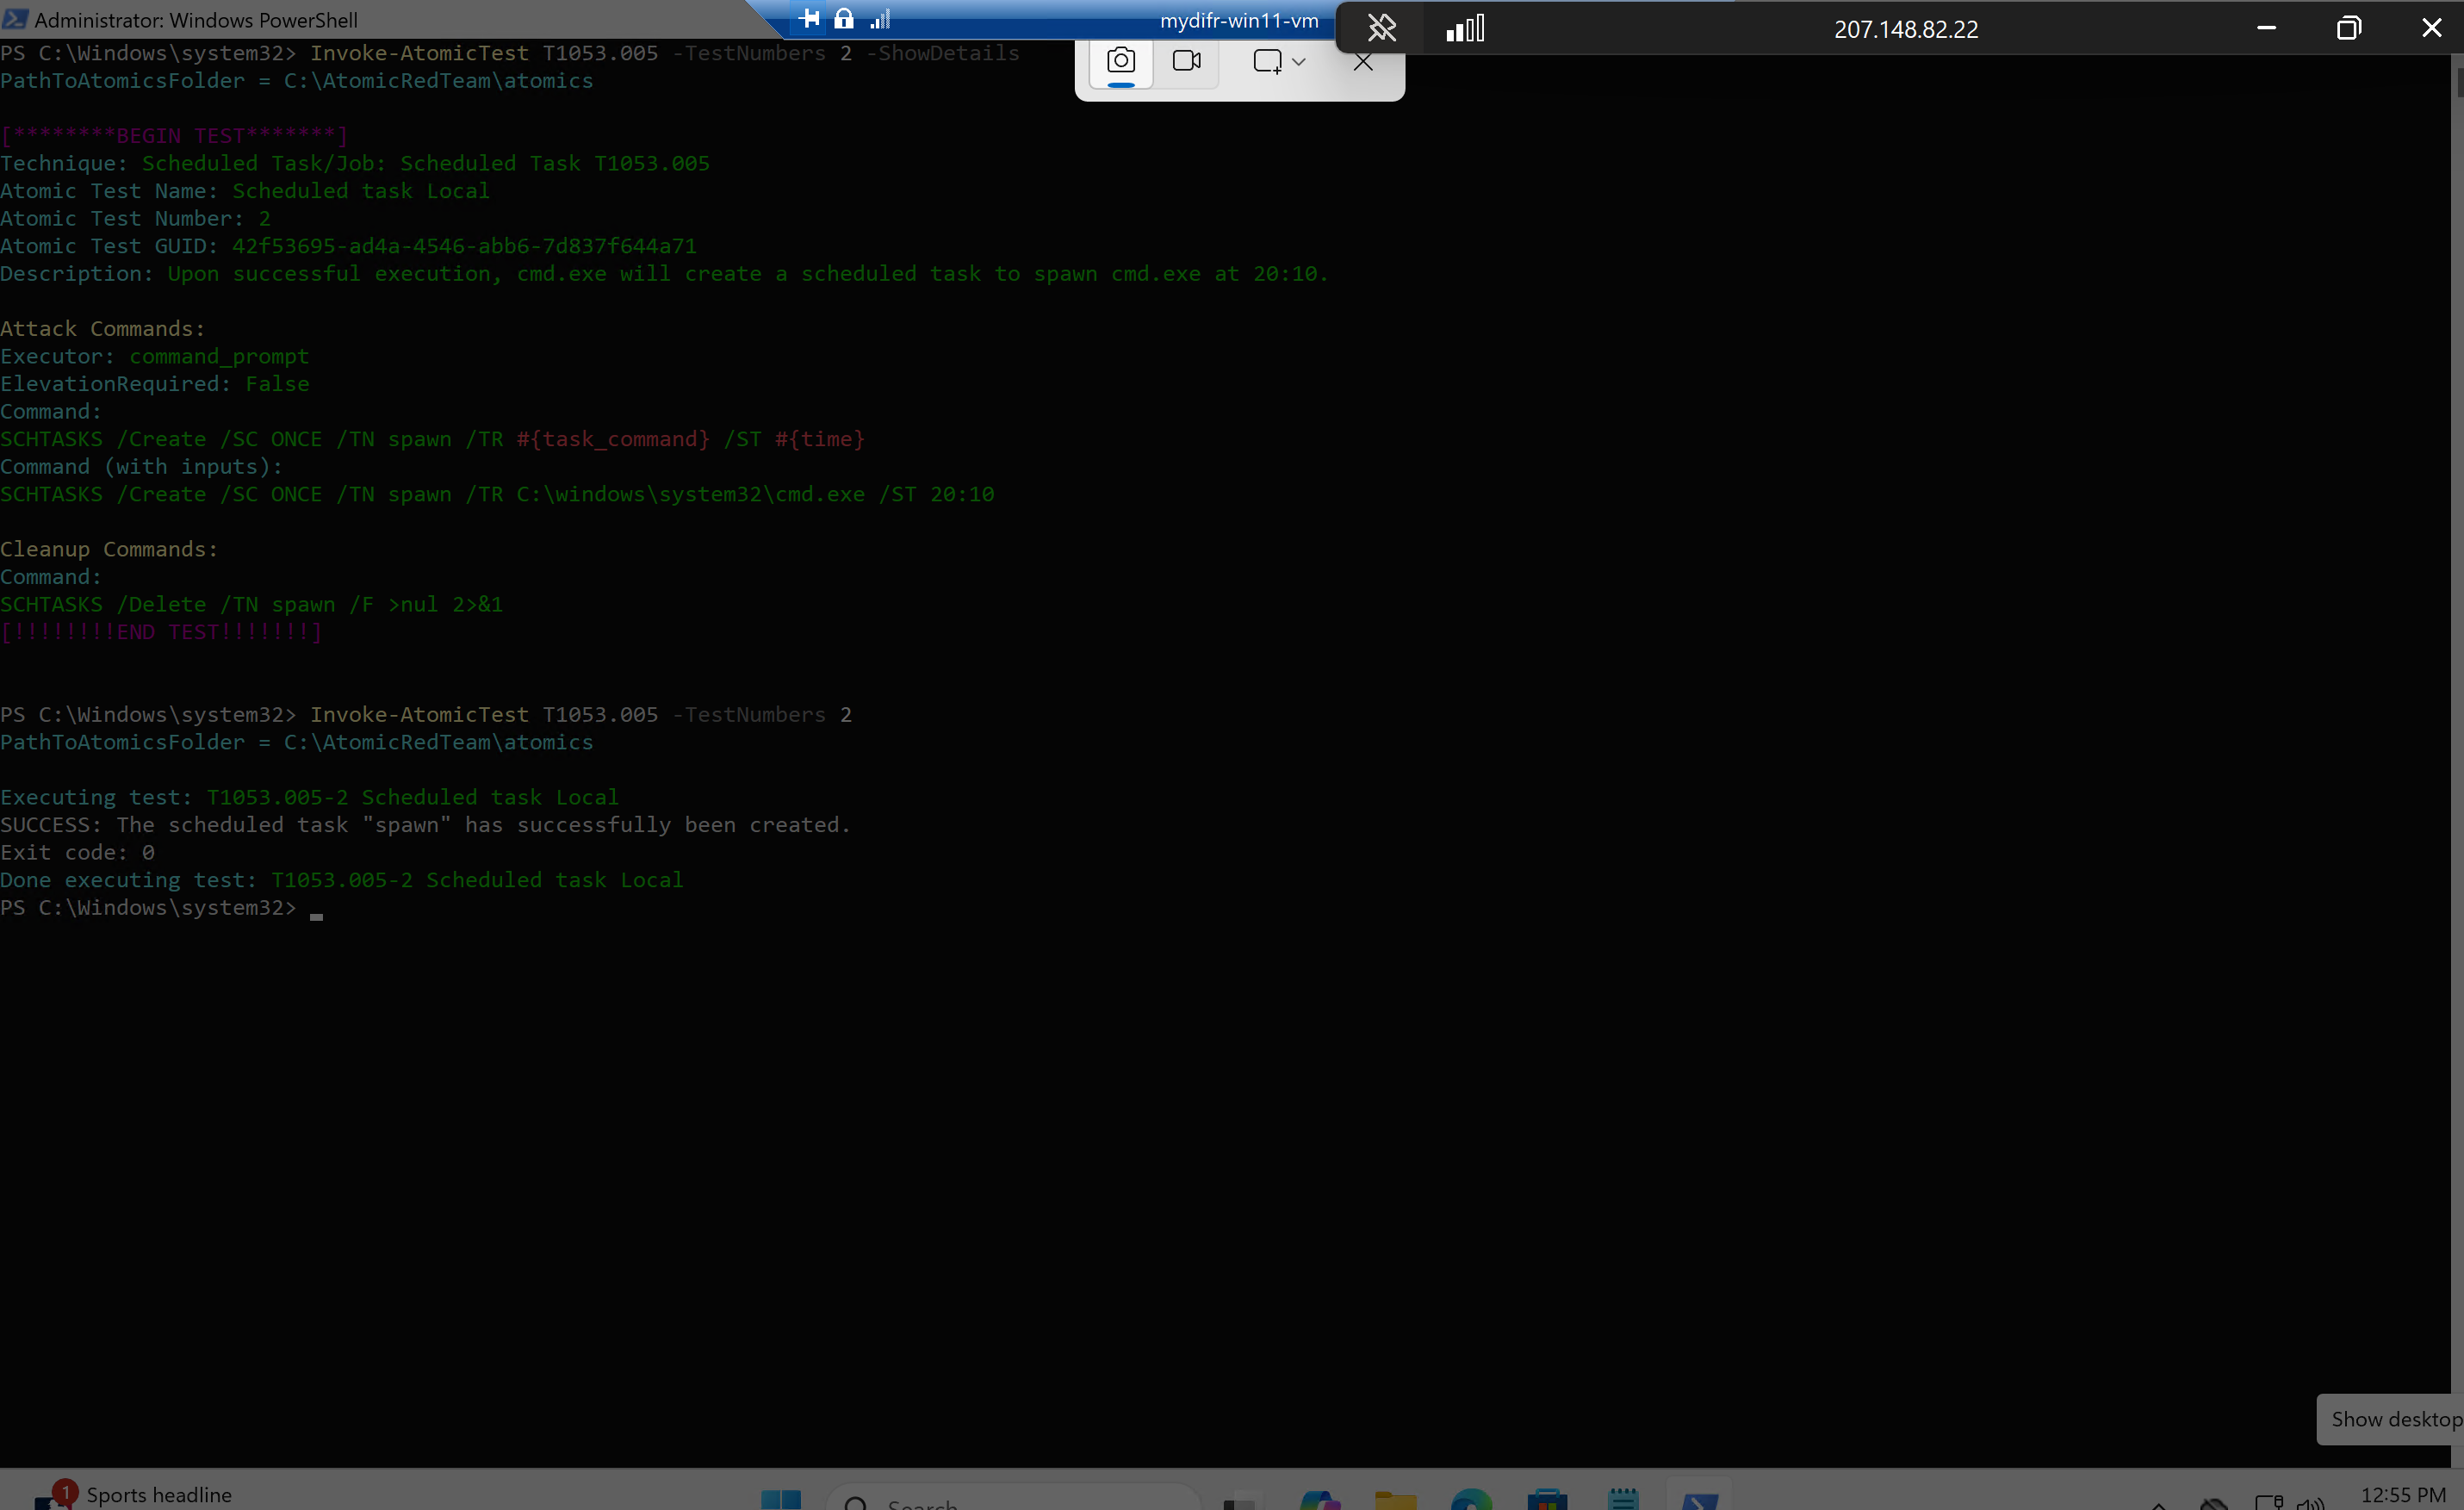 Administrator: Windows PowerShell
mydifr-win11-vm
207.148.82.22
PS C:\Windows\system32> Invoke-AtomicTest T1053.005 -TestNumbers 2 -ShowDetails
PathToAtomicsFolder = C:\AtomicRedTeam\atomics
[********BEGIN TEST*******]
Technique: Scheduled Task/Job: Scheduled Task T1053.005
Atomic Test Name: Scheduled task Local
Atomic Test Number: 2
Atomic Test GUID: 42f53695-ad4a-4546-abb6-7d837f644a71
Description: Upon successful execution, cmd.exe will create a scheduled task to spawn cmd.exe at 20:10.
Attack Commands:
Executor: command_prompt
ElevationRequired: False
Command:
SCHTASKS /Create /SC ONCE /TN spawn /TR #{task_command} /ST #{time}
Command (with inputs):
SCHTASKS /Create /SC ONCE /TN spawn /TR C:\windows\system32\cmd.exe /ST 20:10
Cleanup Commands:
Command:
SCHTASKS /Delete /TN spawn /F >nul 2>&1
[!!!!!!!!END TEST!!!!!!!]
PS C:\Windows\system32> Invoke-AtomicTest T1053.005 -TestNumbers 2
PathToAtomicsFolder = C:\AtomicRedTeam\atomics
Executing test: T1053.005-2 Scheduled task Local
SUCCESS: The scheduled task "spawn" has successfully been created.
Exit code: 0
Done executing test: T1053.005-2 Scheduled task Local
PS C:\Windows\system32>
Show desktop
1
Sports headline
Search
12:55 PM